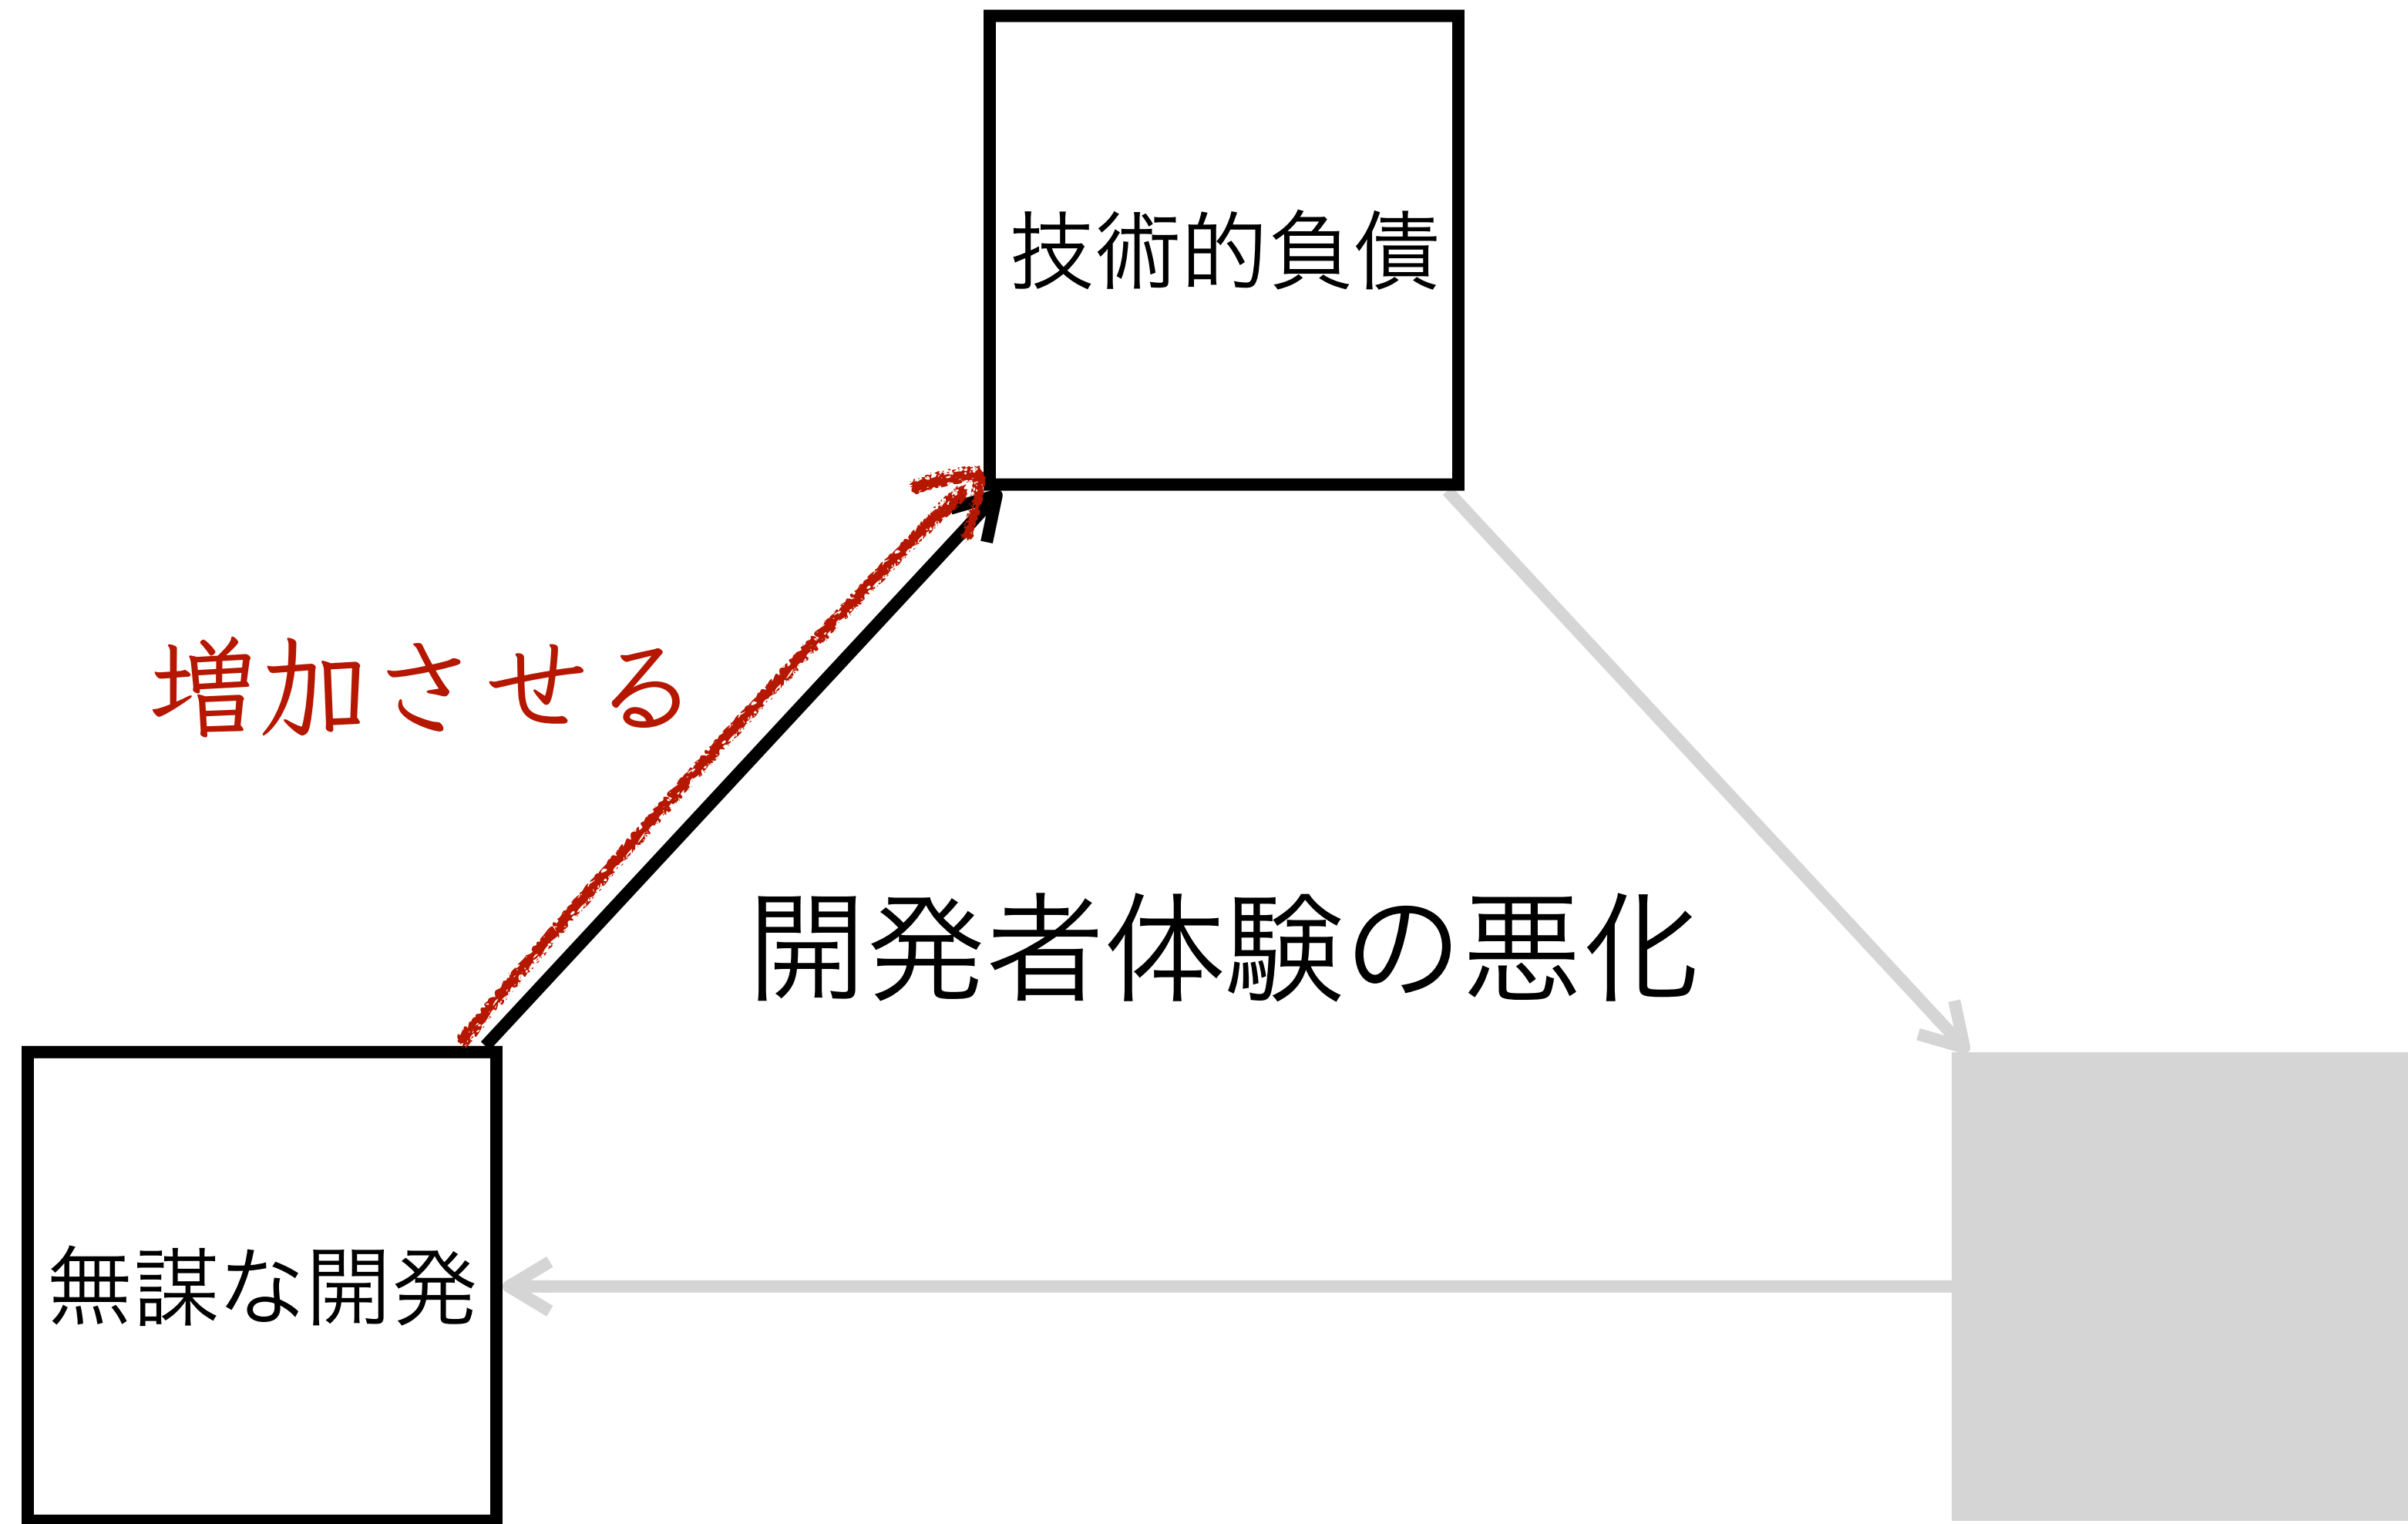 技術的負債
増加させる
開発者体験の悪化
無謀な開発